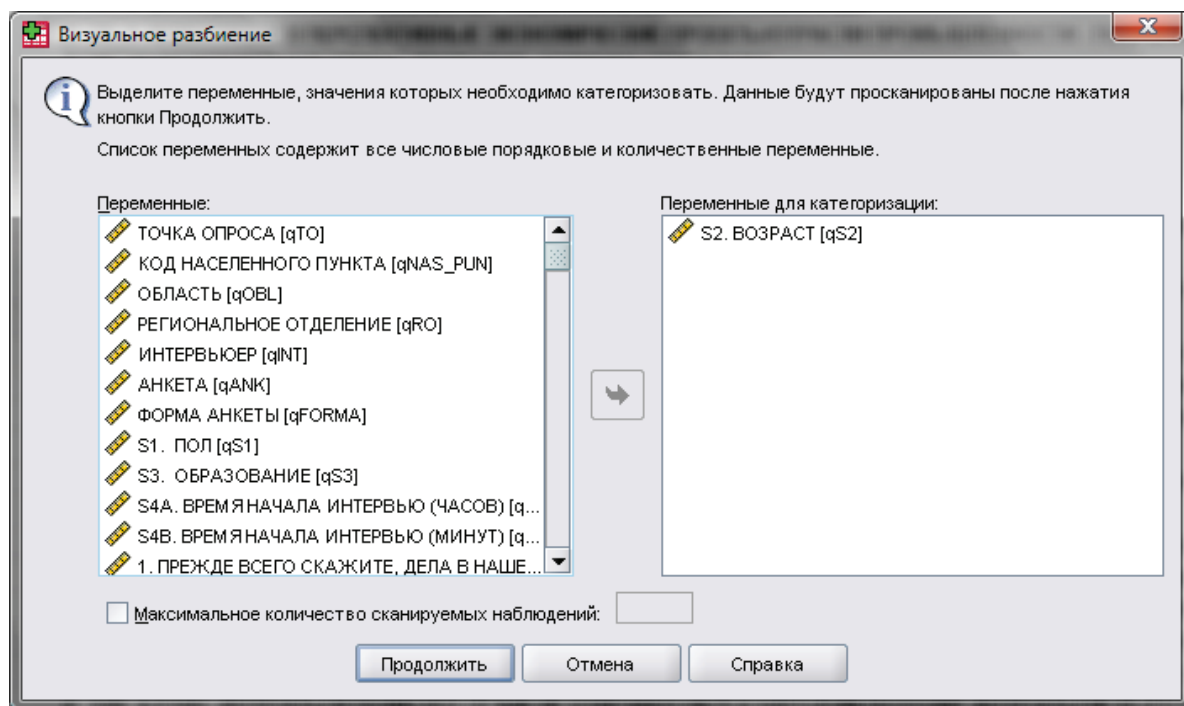 Визуальное разбиение
Выделите переменные, значения которых необходимо категоризовать. Данные будут просканированы после нажатия
кнопки Продолжить.
Список переменных содержит все числовые порядковые и количественные переменные.
Переменные:
ТОЧКА ОПРОСА [qTO]
КОД НАСЕЛЕННОГО ПУНКТА [qNAS_PUN]
ОБЛАСТЬ [qOBL]
РЕГИОНАЛЬНОЕ ОТДЕЛЕНИЕ [qRO]
ИНТЕРВЬЮЕР [qINT]
АНКЕТА [qANK]
ФОРМА АНКЕТЫ [qFORMA]
S1. ПОЛ [qS1]
S3. ОБРАЗОВАНИЕ [qS3]
S4A. ВРЕМЯ НАЧАЛА ИНТЕРВЬЮ (ЧАСОВ) [q...
S4B. ВРЕМЯ НАЧАЛА ИНТЕРВЬЮ (МИНУТ) [q...
1. ПРЕЖДЕ ВСЕГО СКАЖИТЕ, ДЕЛА В НАШЕ...
Переменные для категоризации:
S2. ВОЗРАСТ [qS2]
Максимальное количество сканируемых наблюдений:
Продолжить
Отмена
Справка